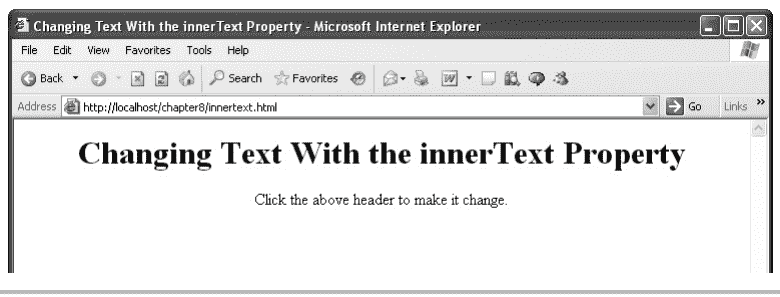 Changing Text With the innerText Property - Microsoft Internet Explorer
File Edit View Favorites Tools Help
Back Search Favorites
Address http://localhost/chapter8/innertext.html Go Links »
Changing Text With the innerText Property
Click the above header to make it change.